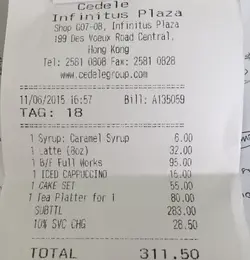 Cedele
Infinitus Plaza
Shop G07-08, Infinitus Plaza
199 Des Voeux Road Central,
Hong Kong
Tel: 2581 0808 Fax: 2581 0828
www.cedelegroup.com
11/06/2015 16:57 Bill: A135059
TAG: 18
1 Syrup: Caramel Syrup 6.00
1 Latte (8oz) 32.00
1 B/F Full Works 95.00
1 ICED CAPPUCCINO 15.00
1 CAKE SET 55.00
1 Tea Platter for 1 80.00
SUBTTL 283.00
10% SVC CHG 28.50
TOTAL 311.50